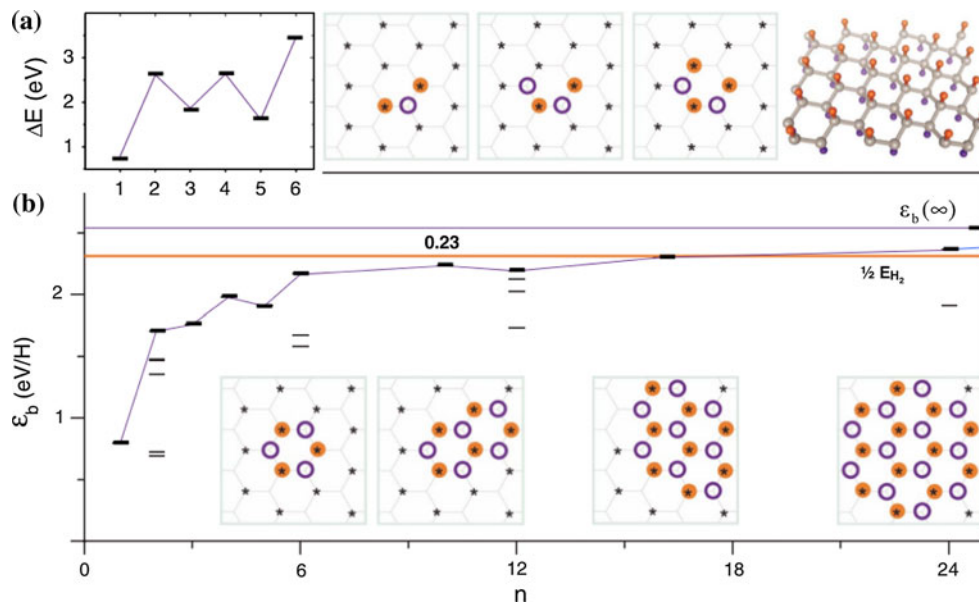 (a)
ΔE (eV)
3
2
1
1 2 3 4 5 6
(b)
ε_b(∞)
0.23
½ E_H₂
ε_b (eV/H)
2
1
0 6 12 18 24
n